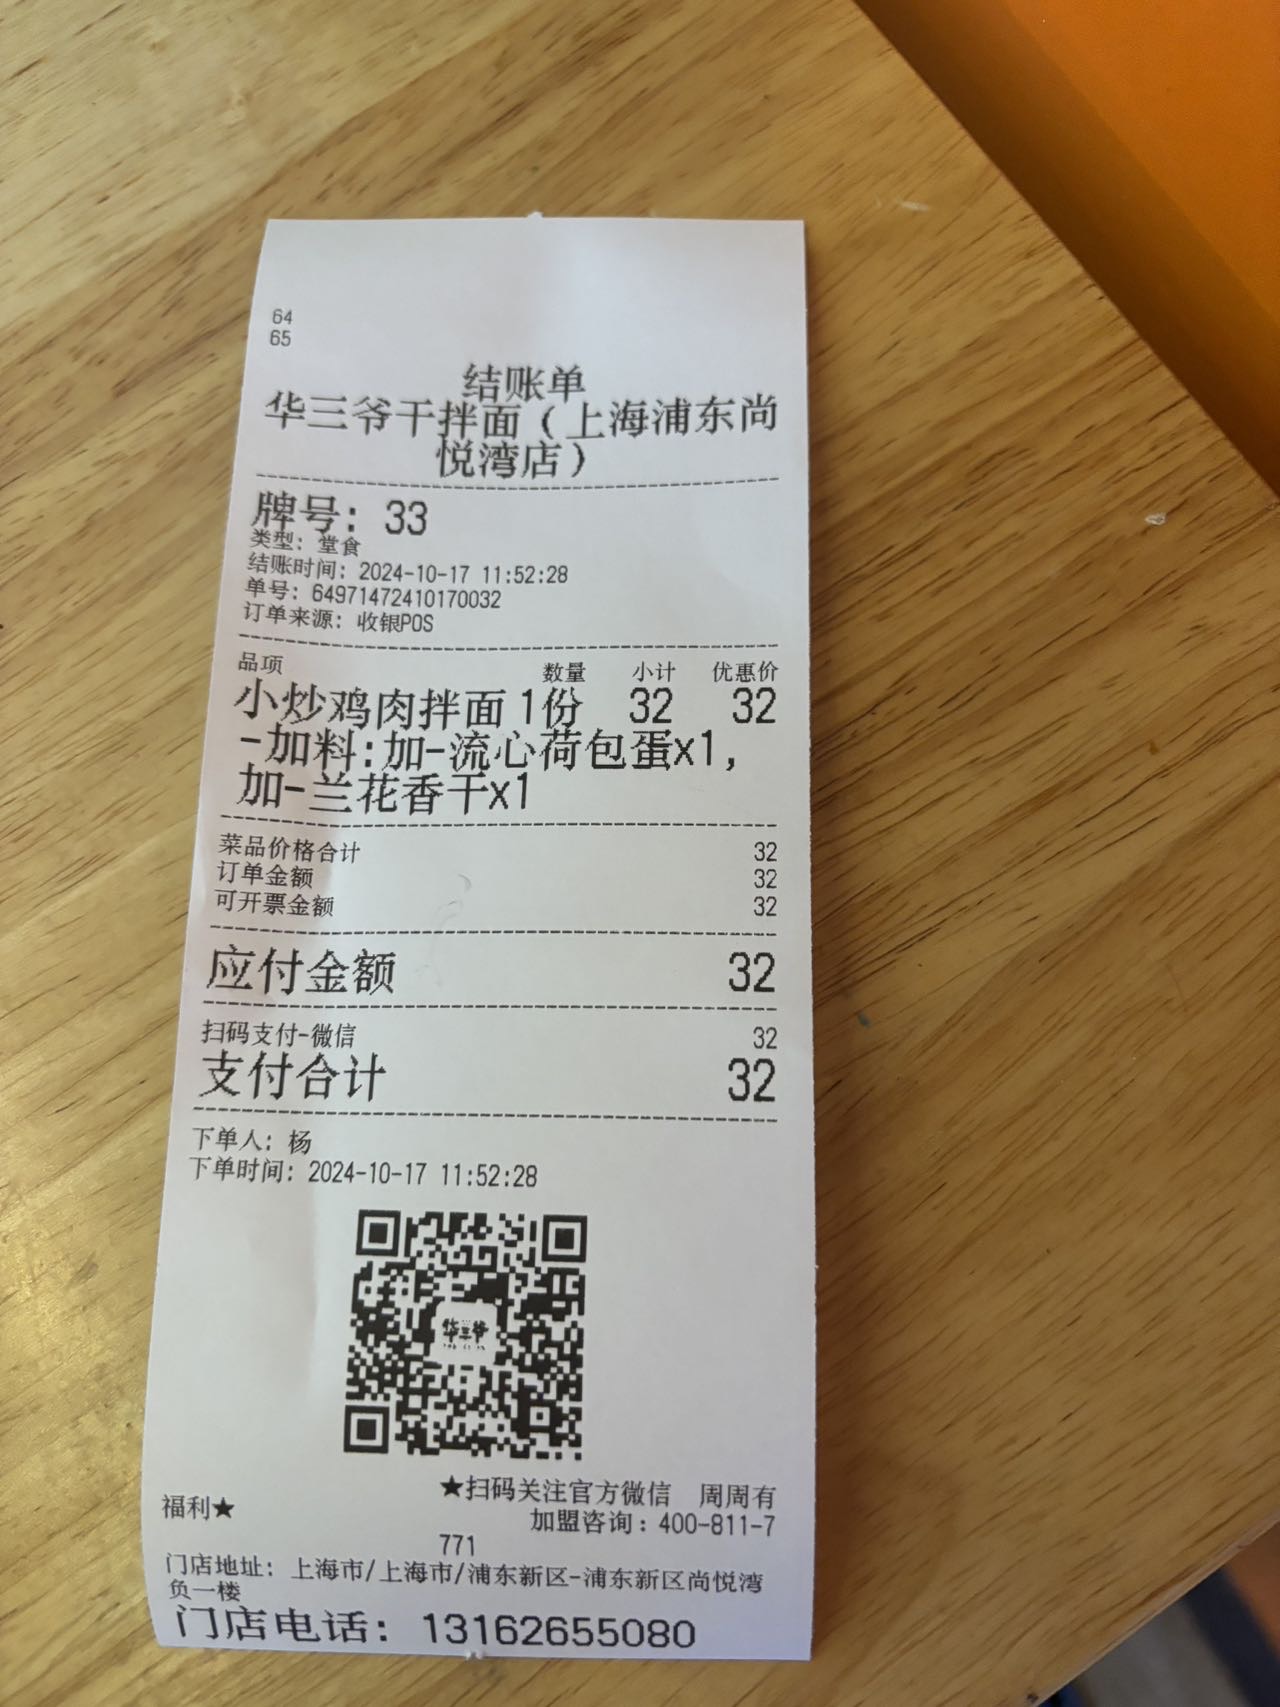 64
65
结账单
华三爷干拌面（上海浦东尚
悦湾店）
牌号：33
类型：堂食
结账时间：2024-10-17 11:52:28
单号：64971472410170032
订单来源：收银POS
品项 数量 小计 优惠价
小炒鸡肉拌面 1份 32 32
-加料:加-流心荷包蛋x1,
加-兰花香干x1
菜品价格合计 32
订单金额 32
可开票金额 32
应付金额 32
扫码支付-微信 32
支付合计 32
下单人：杨
下单时间：2024-10-17 11:52:28
华三爷
★扫码关注官方微信 周周有
福利★
加盟咨询：400-811-7
771
门店地址：上海市/上海市/浦东新区-浦东新区尚悦湾
负一楼
门店电话：13162655080